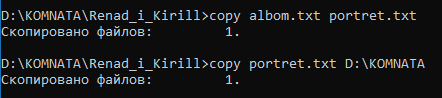 D:\KOMNATA\Renad_i_Kirill>copy albom.txt portret.txt
Скопировано файлов:         1.
D:\KOMNATA\Renad_i_Kirill>copy portret.txt D:\KOMNATA
Скопировано файлов:         1.